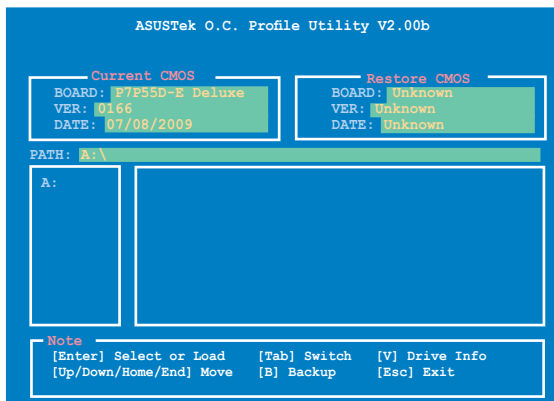 ASUSTek O.C. Profile Utility V2.00b
Current CMOS
BOARD: P7P55D-E Deluxe
VER: 0166
DATE: 07/08/2009
Restore CMOS
BOARD: Unknown
VER: Unknown
DATE: Unknown
PATH: A:\
A:
Note
[Enter] Select or Load [Tab] Switch [V] Drive Info
[Up/Down/Home/End] Move [B] Backup [Esc] Exit